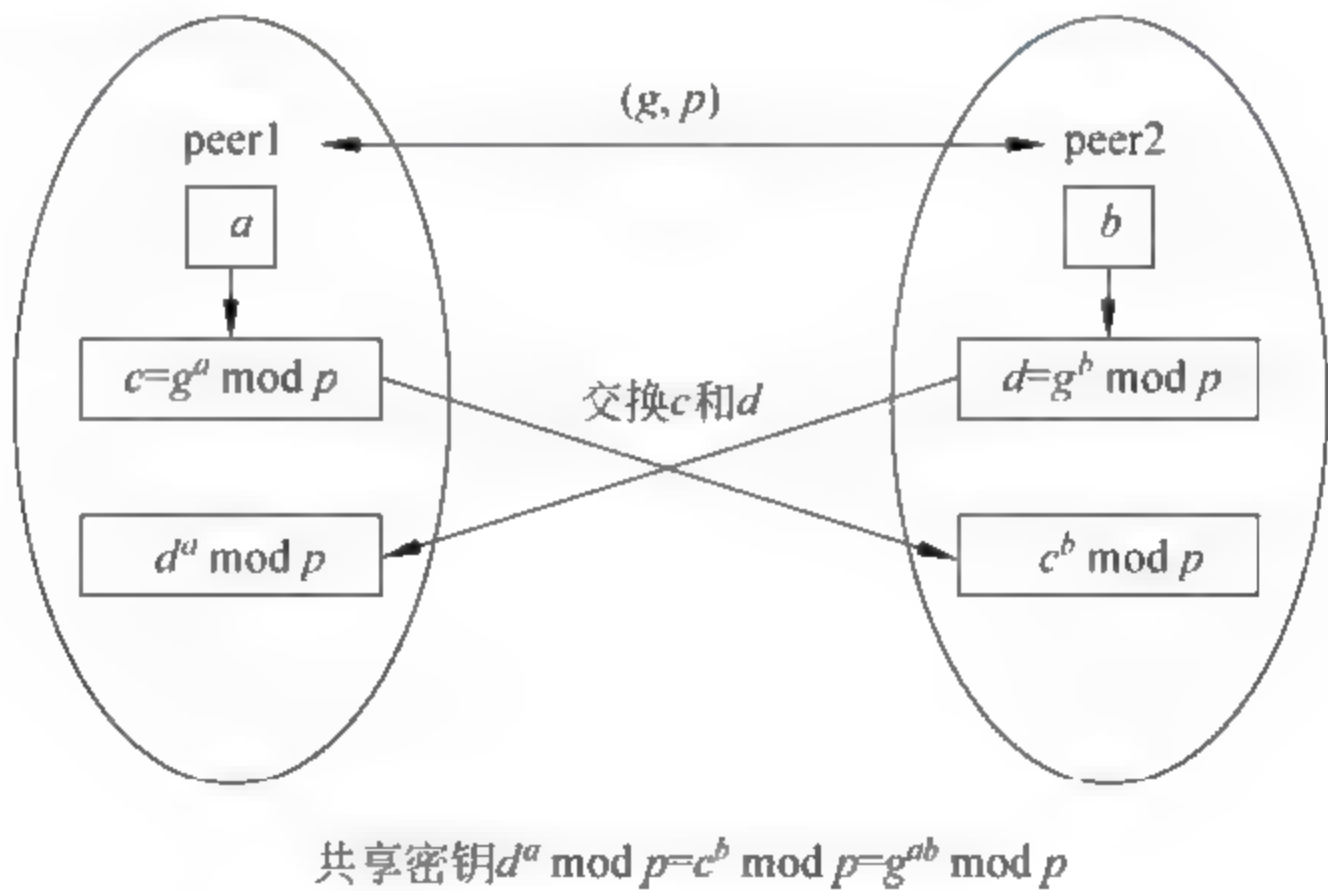 (g, p)
peer1
peer2
a
b
c=g^a mod p
d=g^b mod p
交换c和d
d^a mod p
c^b mod p
共享密钥d^a mod p=c^b mod p=g^ab mod p